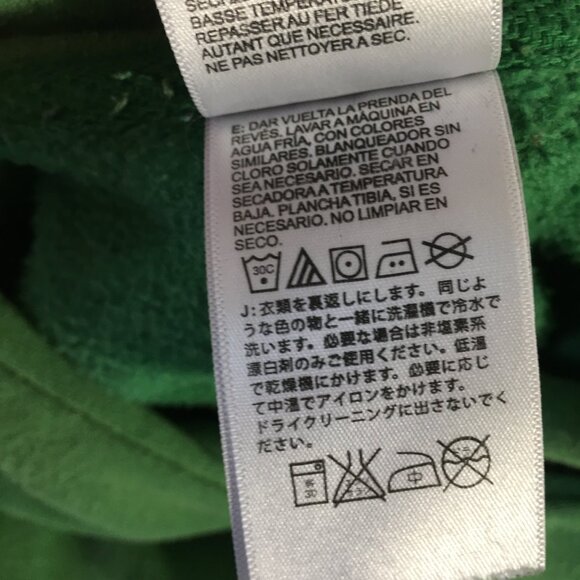 BASSE TEMPÉRATURE
REPASSER AU FER TIÈDE
AUTANT QUE NÉCESSAIRE.
NE PAS NETTOYER A SEC.
E: DAR VUELTA LA PRENDA DEL
REVÉS. LAVAR A MÁQUINA EN
AGUA FRÍA, CON COLORES
SIMILARES, BLANQUEADOR SIN
CLORO SOLAMENTE CUANDO
SEA NECESARIO. SECAR EN
SECADORA A TEMPERATURA
BAJA. PLANCHA TIBIA, SI ES
NECESARIO. NO LIMPIAR EN
SECO.
30C
J: 衣類を裏返しにします。同じよ
うな色の物と一緒に洗濯機で冷水で
洗います。必要な場合は非塩素系
漂白剤のみご使用ください。低温
で乾燥機にかけます。必要に応じ
て中温でアイロンをかけます。
ドライクリーニングに出さないでく
ださい。
30
中